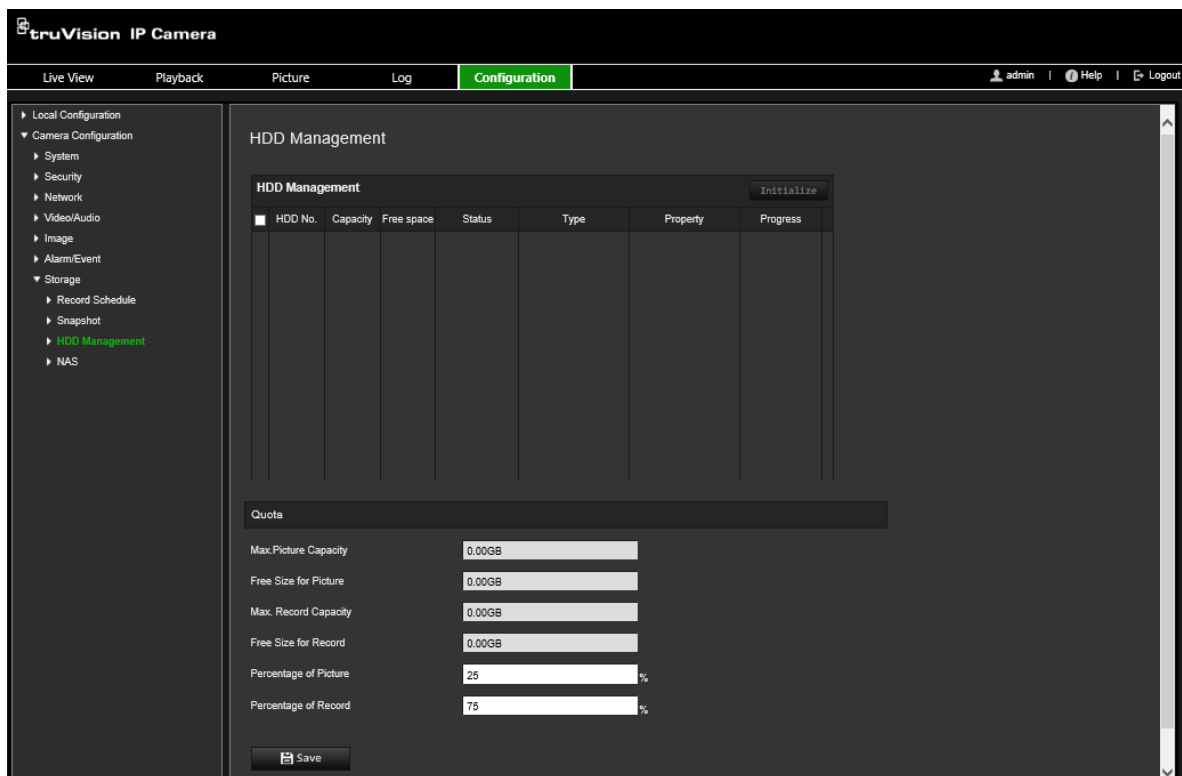 truVision IP Camera
Live View Playback Picture Log Configuration admin | Help | Logout
Local Configuration
Camera Configuration
System
Security
Network
Video/Audio
Image
Alarm/Event
Storage
Record Schedule
Snapshot
HDD Management
NAS
HDD Management
HDD Management Initialize
HDD No. Capacity Free space Status Type Property Progress
Quota
Max.Picture Capacity 0.00GB
Free Size for Picture 0.00GB
Max. Record Capacity 0.00GB
Free Size for Record 0.00GB
Percentage of Picture 25 %
Percentage of Record 75 %
Save